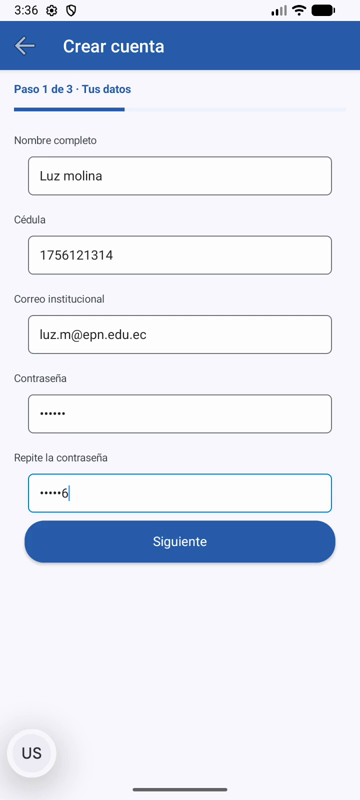 3:36
Crear cuenta
Paso 1 de 3 · Tus datos
Nombre completo
Luz molina
Cédula
1756121314
Correo institucional
luz.m@epn.edu.ec
Contraseña
••••••
Repite la contraseña
•••••6
Siguiente
US